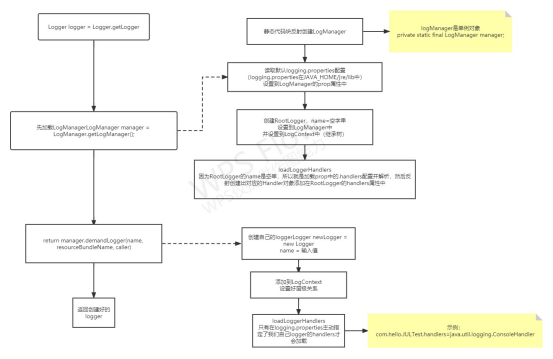 Logger logger = Logger.getLogger
静态代码块反射创建LogManager
logManager是单例对象
private static final LogManager manager;
读取默认logging.properties配置
(logging.properties在JAVA_HOME/jre/lib中)
设置到LogManager的prop属性中
先加载LogManagerLogManager manager =
LogManager.getLogManager();
创建RootLogger，name=空字串
设置到LogManager中
并设置到LogContext中（继承树）
loadLoggerHandlers
因为RootLogger的name是空串，所以就是加载prop中的.handlers配置并解析，然后反
射创建出对应的Handler对象添加在RootLogger的handlers属性中
return manager.demandLogger(name,
resourceBundleName, caller)
创建自己的loggerLogger newLogger =
new Logger
name = 输入值
添加到LogContext
设置好层级关系
返回创建好的
logger
loadLoggerHandlers
只有在logging.properties主动指
定了我们自己logger的handlers才
会加载
示例：
com.hello.JULTest.handlers=java.util.logging.ConsoleHandler